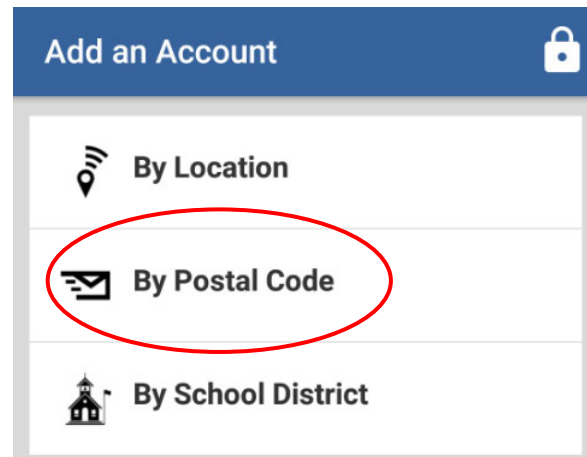 Add an Account
By Location
By Postal Code
By School District